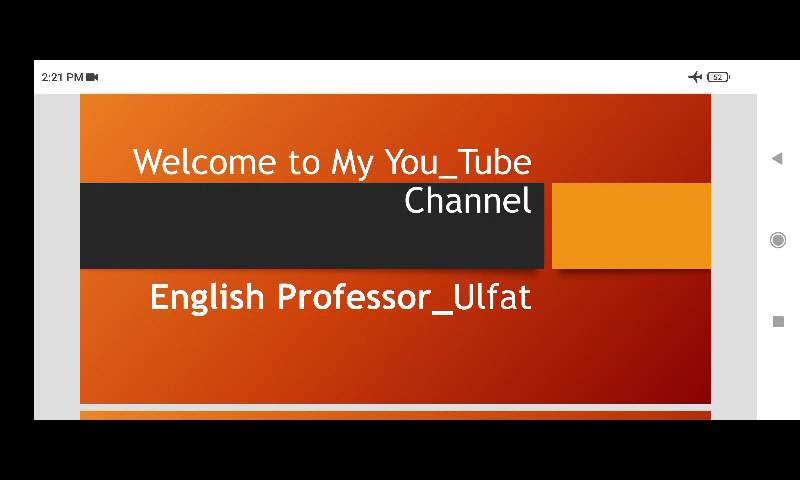 2:21 PM
52
Welcome to My You_Tube
Channel
English Professor_Ulfat